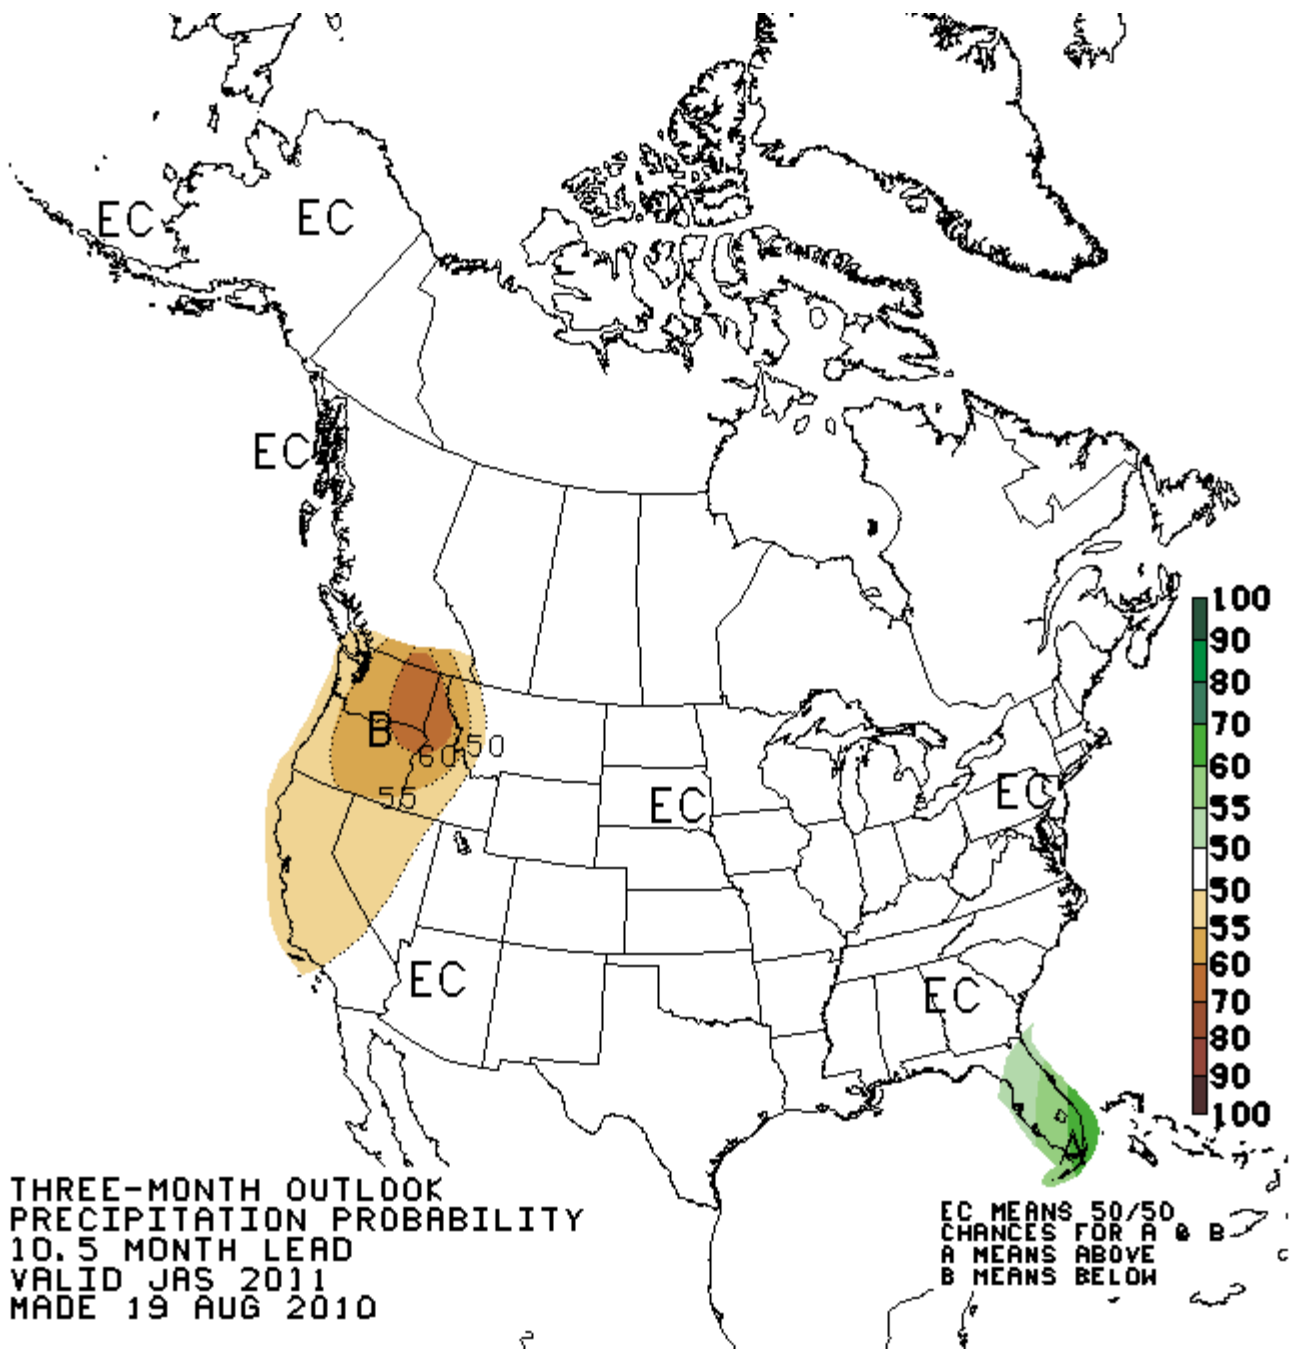 EC
EC
EC
B
60
50
55
EC
EC
EC
EC
A
100
90
80
70
60
55
50
50
55
60
70
80
90
100
THREE-MONTH OUTLOOK
PRECIPITATION PROBABILITY
10.5 MONTH LEAD
VALID JAS 2011
MADE 19 AUG 2010
EC MEANS 50/50
CHANCES FOR A & B
A MEANS ABOVE
B MEANS BELOW